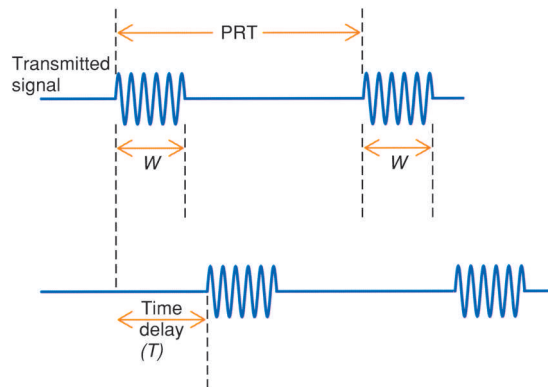 PRT
Transmitted
signal
W
W
Time
delay
(T)